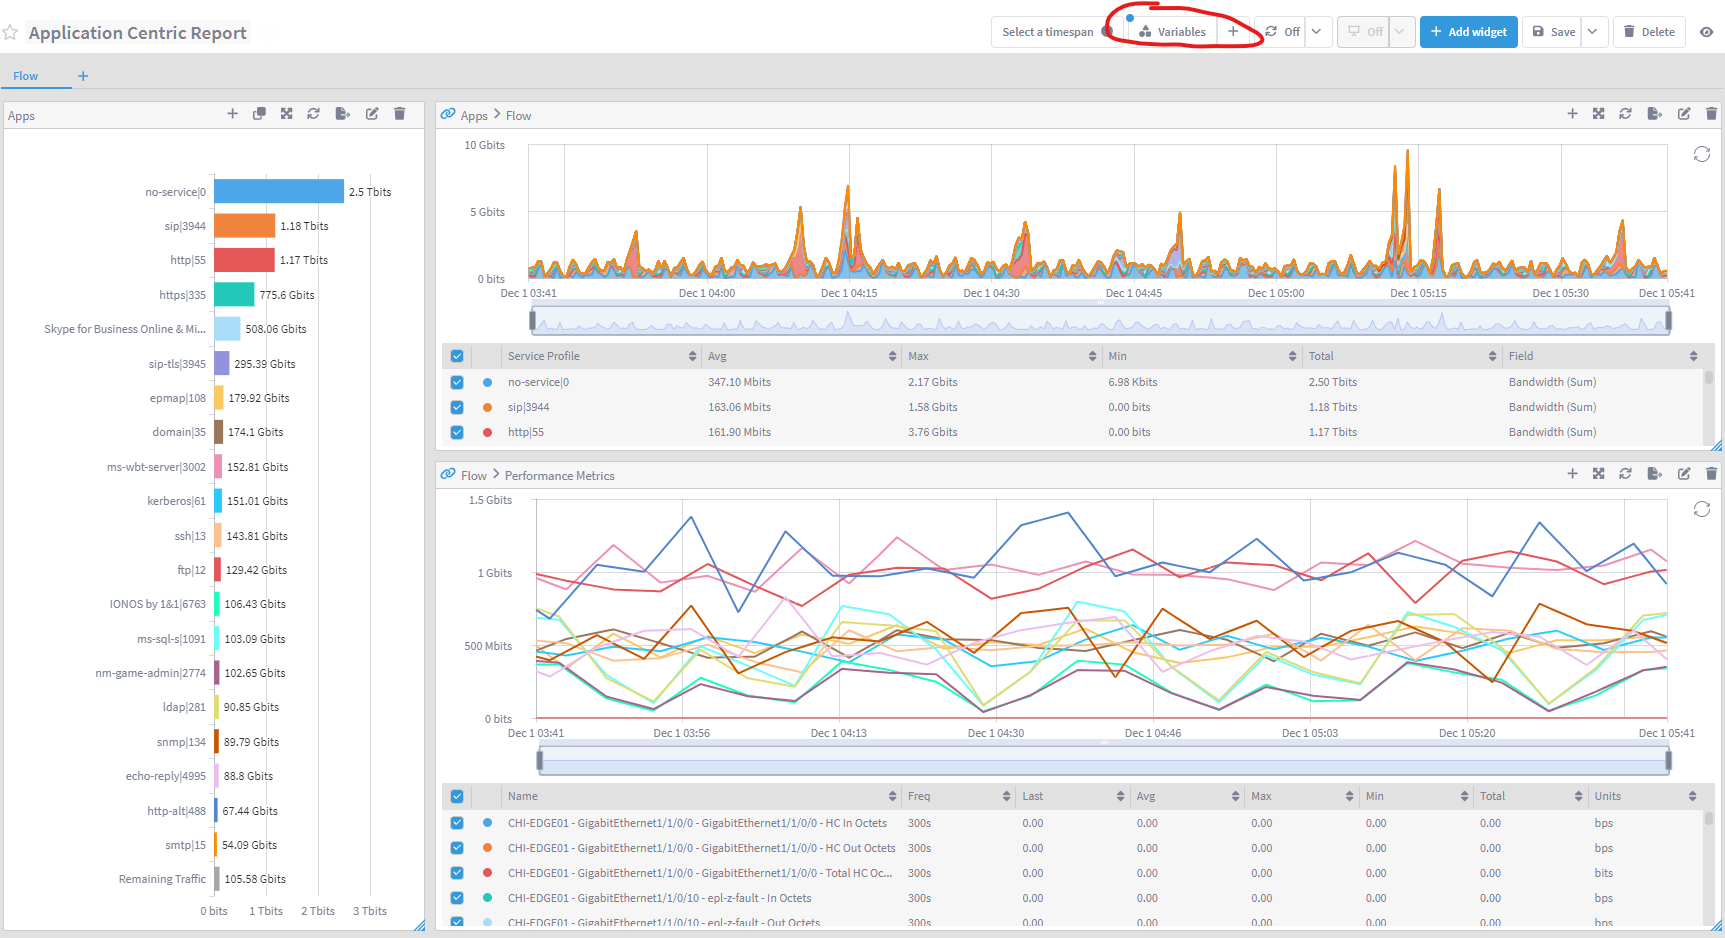 Application Centric Report
Select a timespan
Variables
+
Off
Off
+ Add widget
Save
Delete
Flow
+
Apps
no-service|0 2.5 Tbits
sip|3944 1.18 Tbits
http|55 1.17 Tbits
https|335 775.6 Gbits
Skype for Business Online & Mi... 508.06 Gbits
sip-tls|3945 295.39 Gbits
epmap|108 179.92 Gbits
domain|35 174.1 Gbits
ms-wbt-server|3002 152.81 Gbits
kerberos|61 151.01 Gbits
ssh|13 143.81 Gbits
ftp|12 129.42 Gbits
IONOS by 1&1|6763 106.43 Gbits
ms-sql-s|1091 103.09 Gbits
nm-game-admin|2774 102.65 Gbits
ldap|281 90.85 Gbits
snmp|134 89.79 Gbits
echo-reply|4995 88.8 Gbits
http-alt|488 67.44 Gbits
smtp|15 54.09 Gbits
Remaining Traffic 105.58 Gbits
0 bits 1 Tbits 2 Tbits 3 Tbits
Apps > Flow
10 Gbits
5 Gbits
0 bits
Dec 1 03:41 Dec 1 04:00 Dec 1 04:15 Dec 1 04:30 Dec 1 04:45 Dec 1 05:00 Dec 1 05:15 Dec 1 05:30 Dec 1 05:41
Service Profile Avg Max Min Total Field
no-service|0 347.10 Mbits 2.17 Gbits 6.98 Kbits 2.50 Tbits Bandwidth (Sum)
sip|3944 163.06 Mbits 1.58 Gbits 0.00 bits 1.18 Tbits Bandwidth (Sum)
http|55 161.90 Mbits 3.76 Gbits 0.00 bits 1.17 Tbits Bandwidth (Sum)
Flow > Performance Metrics
1.5 Gbits
1 Gbits
500 Mbits
0 bits
Dec 1 03:41 Dec 1 03:56 Dec 1 04:13 Dec 1 04:30 Dec 1 04:46 Dec 1 05:03 Dec 1 05:20 Dec 1 05:41
Name Freq Last Avg Max Min Total Units
CHI-EDGE01 - GigabitEthernet1/1/0/0 - GigabitEthernet1/1/0/0 - HC In Octets 300s 0.00 0.00 0.00 0.00 0.00 bps
CHI-EDGE01 - GigabitEthernet1/1/0/0 - GigabitEthernet1/1/0/0 - HC Out Octets 300s 0.00 0.00 0.00 0.00 0.00 bps
CHI-EDGE01 - GigabitEthernet1/1/0/0 - GigabitEthernet1/1/0/0 - Total HC Oc... 300s 0.00 0.00 0.00 0.00 0.00 bits
CHI-EDGE01 - GigabitEthernet1/1/0/10 - epl-z-fault - In Octets 300s 0.00 0.00 0.00 0.00 0.00 bps
CHI-EDGE01 - GigabitEthernet1/1/0/10 - epl-z-fault - Out Octets 300s 0.00 0.00 0.00 0.00 0.00 bps